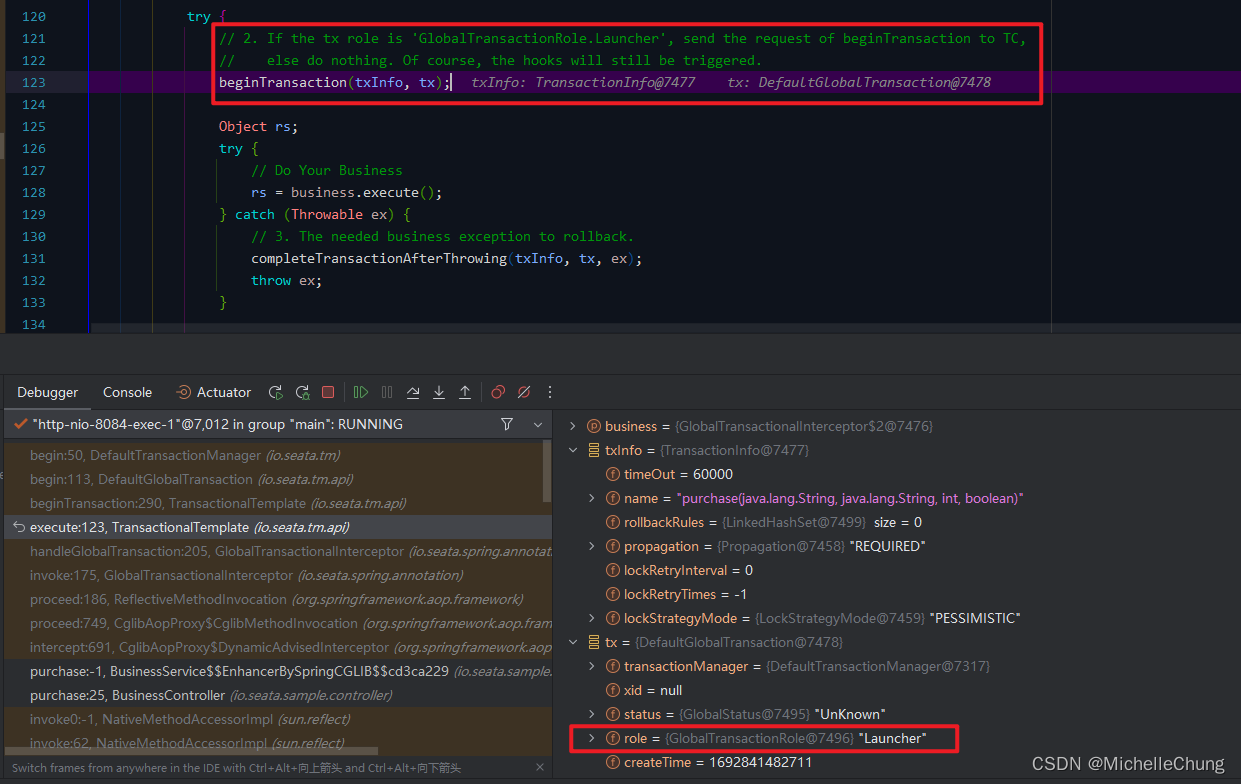 120 try {
121 // 2. If the tx role is 'GlobalTransactionRole.Launcher', send the request of beginTransaction to TC,
122 //    else do nothing. Of course, the hooks will still be triggered.
123 beginTransaction(txInfo, tx); txInfo: TransactionInfo@7477 tx: DefaultGlobalTransaction@7478
124
125 Object rs;
126 try {
127 // Do Your Business
128 rs = business.execute();
129 } catch (Throwable ex) {
130 // 3. The needed business exception to rollback.
131 completeTransactionAfterThrowing(txInfo, tx, ex);
132 throw ex;
133 }
134
Debugger Console Actuator
"http-nio-8084-exec-1"@7,012 in group "main": RUNNING
begin:50, DefaultTransactionManager (io.seata.tm)
begin:113, DefaultGlobalTransaction (io.seata.tm.api)
beginTransaction:290, TransactionalTemplate (io.seata.tm.api)
execute:123, TransactionalTemplate (io.seata.tm.api)
handleGlobalTransaction:205, GlobalTransactionalInterceptor (io.seata.spring.annotat
invoke:175, GlobalTransactionalInterceptor (io.seata.spring.annotation)
proceed:186, ReflectiveMethodInvocation (org.springframework.aop.framework)
proceed:749, CglibAopProxy$CglibMethodInvocation (org.springframework.aop.fram
intercept:691, CglibAopProxy$DynamicAdvisedInterceptor (org.springframework.aop
purchase:-1, BusinessService$$EnhancerBySpringCGLIB$$cd3ca229 (io.seata.sample.
purchase:25, BusinessController (io.seata.sample.controller)
invoke0:-1, NativeMethodAccessorImpl (sun.reflect)
invoke:62, NativeMethodAccessorImpl (sun.reflect)
Switch frames from anywhere in the IDE with Ctrl+Alt+向上箭头 and Ctrl+Alt+向下箭头
business = {GlobalTransactionalInterceptor$2@7476}
txInfo = {TransactionInfo@7477}
timeOut = 60000
name = "purchase(java.lang.String, java.lang.String, int, boolean)"
rollbackRules = {LinkedHashSet@7499} size = 0
propagation = {Propagation@7458} "REQUIRED"
lockRetryInterval = 0
lockRetryTimes = -1
lockStrategyMode = {LockStrategyMode@7459} "PESSIMISTIC"
tx = {DefaultGlobalTransaction@7478}
transactionManager = {DefaultTransactionManager@7317}
xid = null
status = {GlobalStatus@7495} "UnKnown"
role = {GlobalTransactionRole@7496} "Launcher"
createTime = 1692841482711
CSDN @MichelleChung